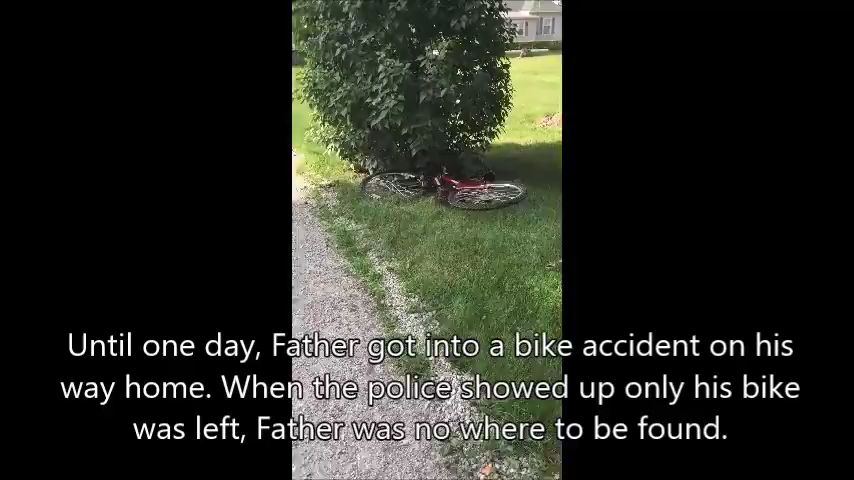 Until one day, Father got into a bike accident on his
way home. When the police showed up only his bike
was left, Father was no where to be found.